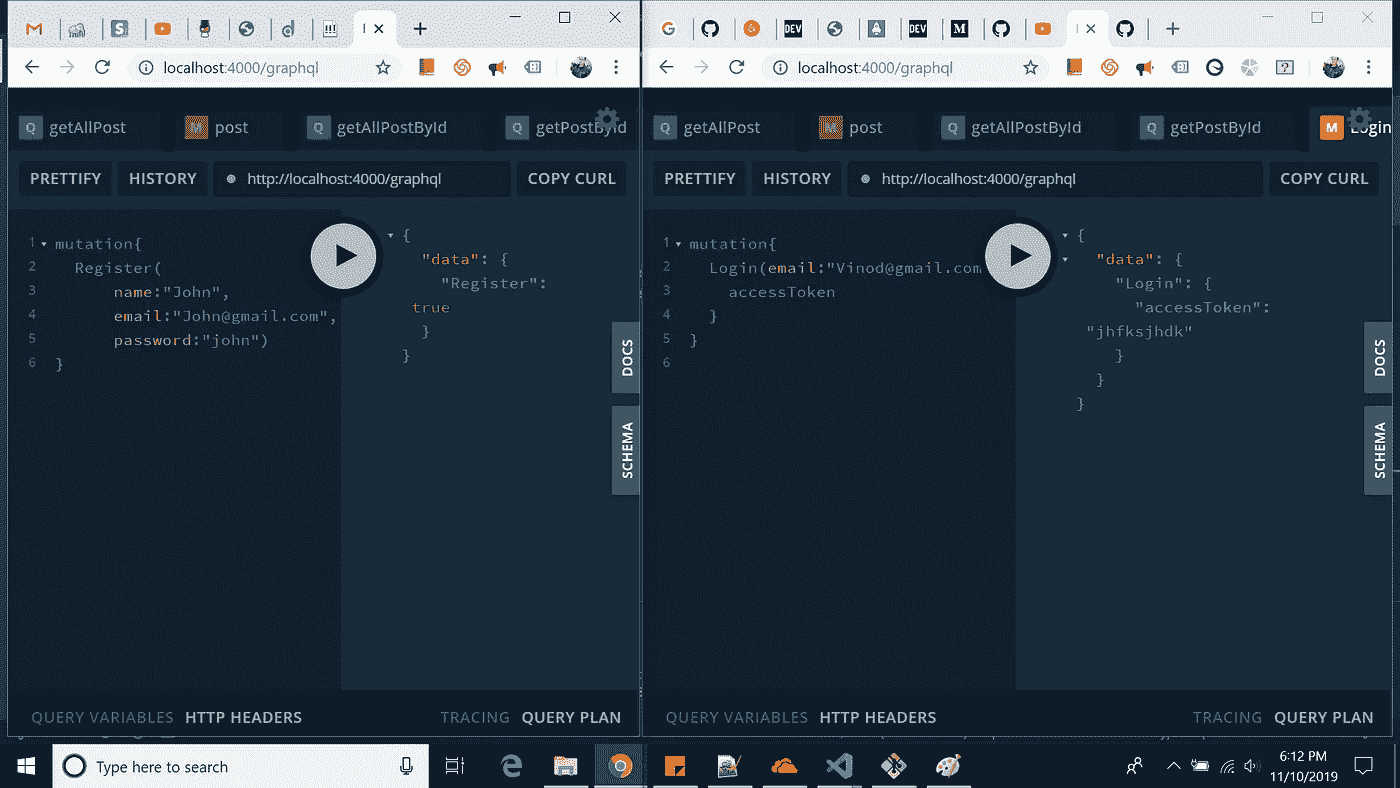 localhost:4000/graphql
localhost:4000/graphql
Q getAllPost
M post
Q getAllPostById
Q getPostById
Q getAllPost
M post
Q getAllPostById
Q getPostById
M Login
PRETTIFY
HISTORY
http://localhost:4000/graphql
COPY CURL
PRETTIFY
HISTORY
http://localhost:4000/graphql
COPY CURL
1 mutation{
2 Register(
3 name:"John",
4 email:"John@gmail.com",
5 password:"john")
6 }
{
"data": {
"Register":
true
}
}
DOCS
SCHEMA
1 mutation{
2 Login(email:"Vinod@gmail.com
3 accessToken
4 }
5 }
6
{
"data": {
"Login": {
"accessToken":
"jhfksjhdk"
}
}
}
DOCS
SCHEMA
QUERY VARIABLES HTTP HEADERS
TRACING QUERY PLAN
QUERY VARIABLES HTTP HEADERS
TRACING QUERY PLAN
Type here to search
6:12 PM
11/10/2019